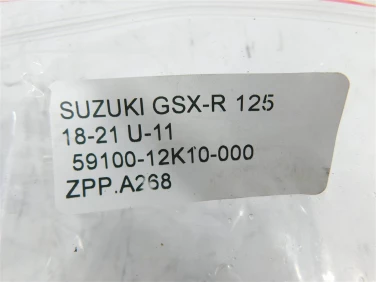 SUZUKI GSX-R 125
18-21 U-11
59100-12K10-000
ZPP.A268